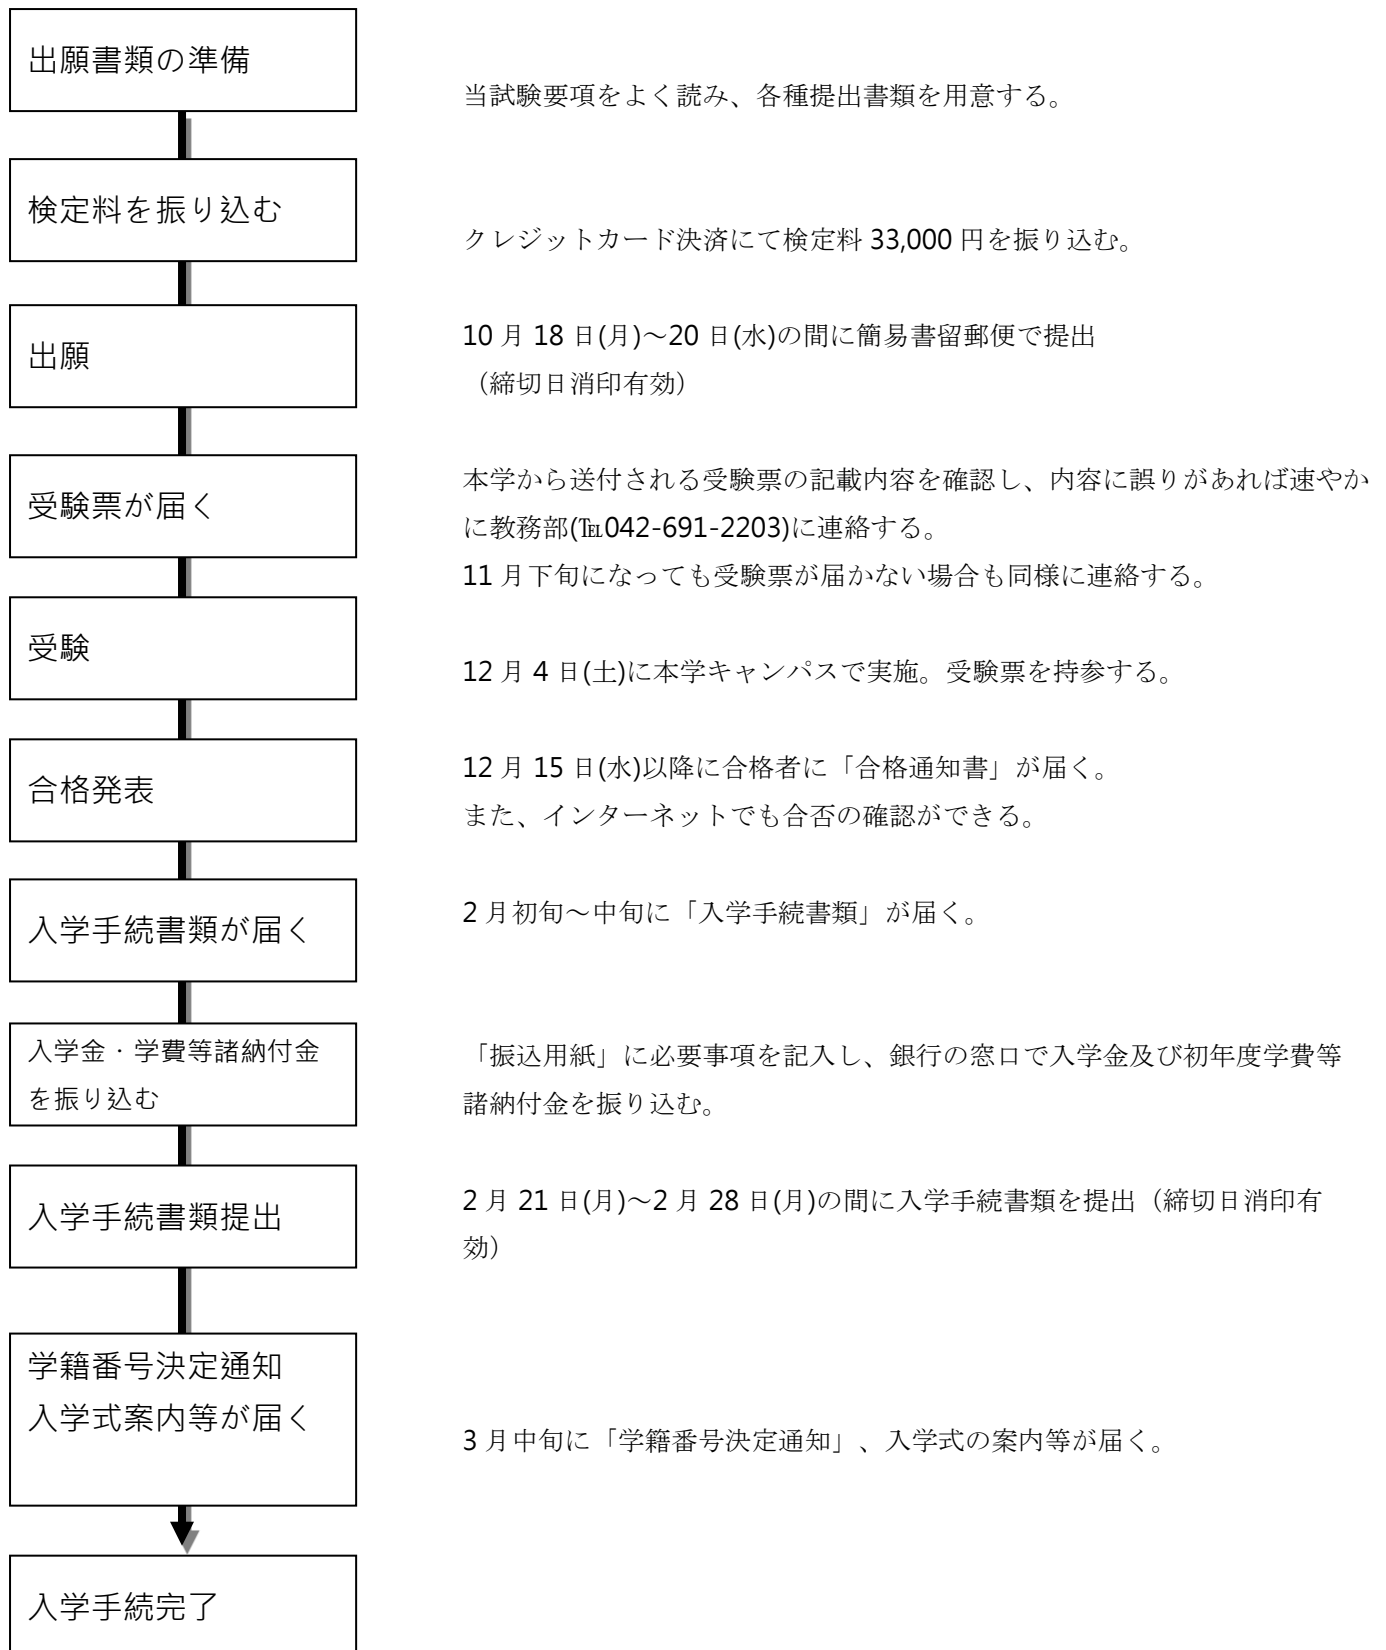 出願書類の準備
当試験要項をよく読み、各種提出書類を用意する。
検定料を振り込む
クレジットカード決済にて検定料 33,000 円を振り込む。
出願
10 月 18 日(月)～20 日(水)の間に簡易書留郵便で提出
（締切日消印有効）
受験票が届く
本学から送付される受験票の記載内容を確認し、内容に誤りがあれば速やか
に教務部(℡042-691-2203)に連絡する。
11 月下旬になっても受験票が届かない場合も同様に連絡する。
受験
12 月 4 日(土)に本学キャンパスで実施。受験票を持参する。
合格発表
12 月 15 日(水)以降に合格者に「合格通知書」が届く。
また、インターネットでも合否の確認ができる。
入学手続書類が届く
2 月初旬～中旬に「入学手続書類」が届く。
入学金・学費等諸納付金
を振り込む
「振込用紙」に必要事項を記入し、銀行の窓口で入学金及び初年度学費等
諸納付金を振り込む。
入学手続書類提出
2 月 21 日(月)～2 月 28 日(月)の間に入学手続書類を提出（締切日消印有
効）
学籍番号決定通知
入学式案内等が届く
3 月中旬に「学籍番号決定通知」、入学式の案内等が届く。
入学手続完了